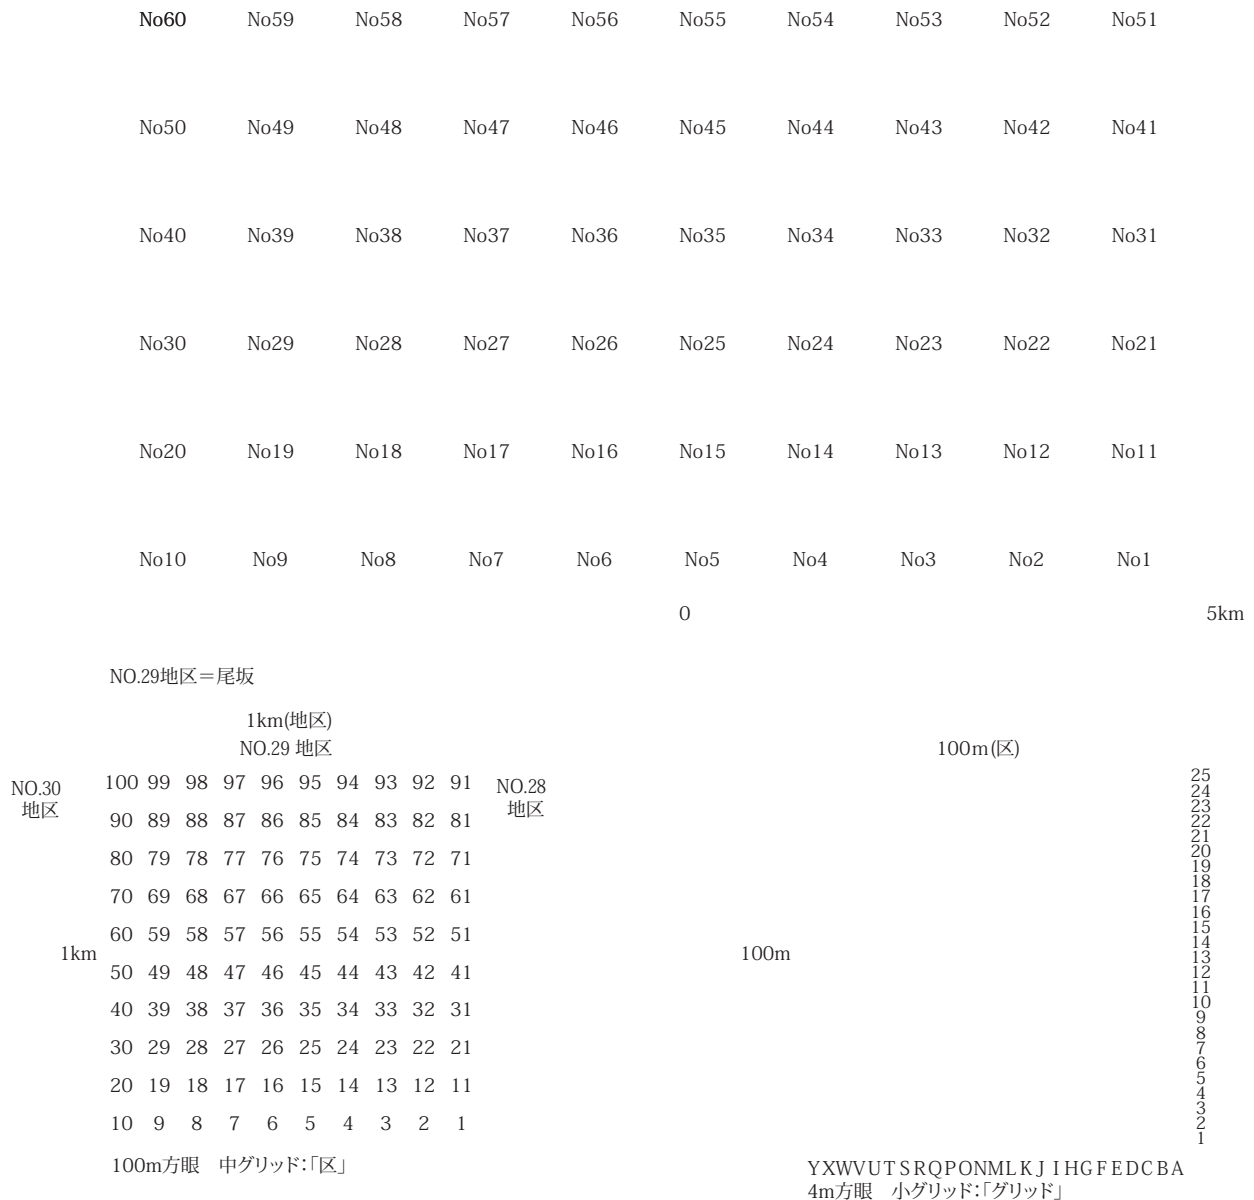 No60 No59 No58 No57 No56 No55 No54 No53 No52 No51
No50 No49 No48 No47 No46 No45 No44 No43 No42 No41
No40 No39 No38 No37 No36 No35 No34 No33 No32 No31
No30 No29 No28 No27 No26 No25 No24 No23 No22 No21
No20 No19 No18 No17 No16 No15 No14 No13 No12 No11
No10 No9 No8 No7 No6 No5 No4 No3 No2 No1
0 5km
NO.29地区＝尾坂
1km(地区)
NO.29 地区
NO.30
地区
NO.28
地区
100 99 98 97 96 95 94 93 92 91
90 89 88 87 86 85 84 83 82 81
80 79 78 77 76 75 74 73 72 71
70 69 68 67 66 65 64 63 62 61
60 59 58 57 56 55 54 53 52 51
1km
50 49 48 47 46 45 44 43 42 41
40 39 38 37 36 35 34 33 32 31
30 29 28 27 26 25 24 23 22 21
20 19 18 17 16 15 14 13 12 11
10 9 8 7 6 5 4 3 2 1
100m方眼　中グリッド：「区」
100m(区)
100m
25
24
23
22
21
20
19
18
17
16
15
14
13
12
11
10
9
8
7
6
5
4
3
2
1
YXWVUTSRQPONMLKJIHGFEDCBA
4m方眼　小グリッド：「グリッド」